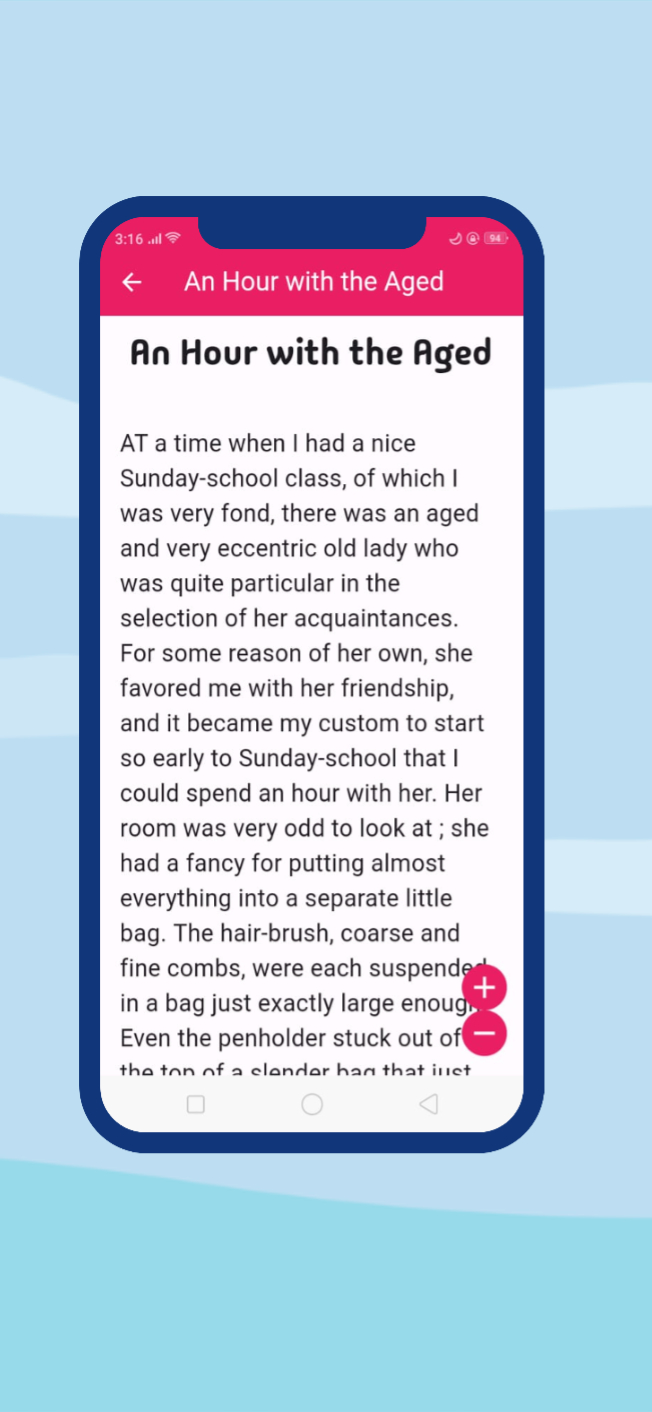 3:16
94
An Hour with the Aged
An Hour with the Aged
AT a time when I had a nice
Sunday-school class, of which I
was very fond, there was an aged
and very eccentric old lady who
was quite particular in the
selection of her acquaintances.
For some reason of her own, she
favored me with her friendship,
and it became my custom to start
so early to Sunday-school that I
could spend an hour with her. Her
room was very odd to look at ; she
had a fancy for putting almost
everything into a separate little
bag. The hair-brush, coarse and
fine combs, were each suspended
in a bag just exactly large enough
Even the penholder stuck out of
the top of a slender bag that just